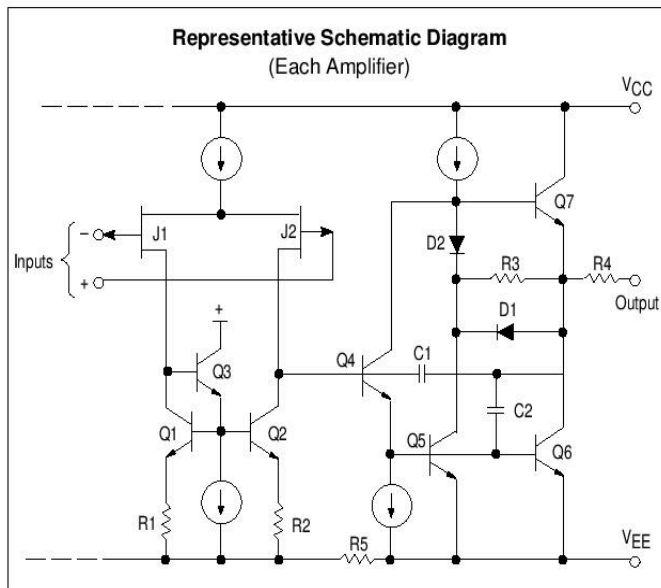 Representative Schematic Diagram
(Each Amplifier)
VCC
Q7
J1
J2
D2
−
Inputs
+
R3
R4
Output
D1
+
Q3
Q4
C1
C2
Q1
Q2
Q5
Q6
R1
R2
R5
VEE